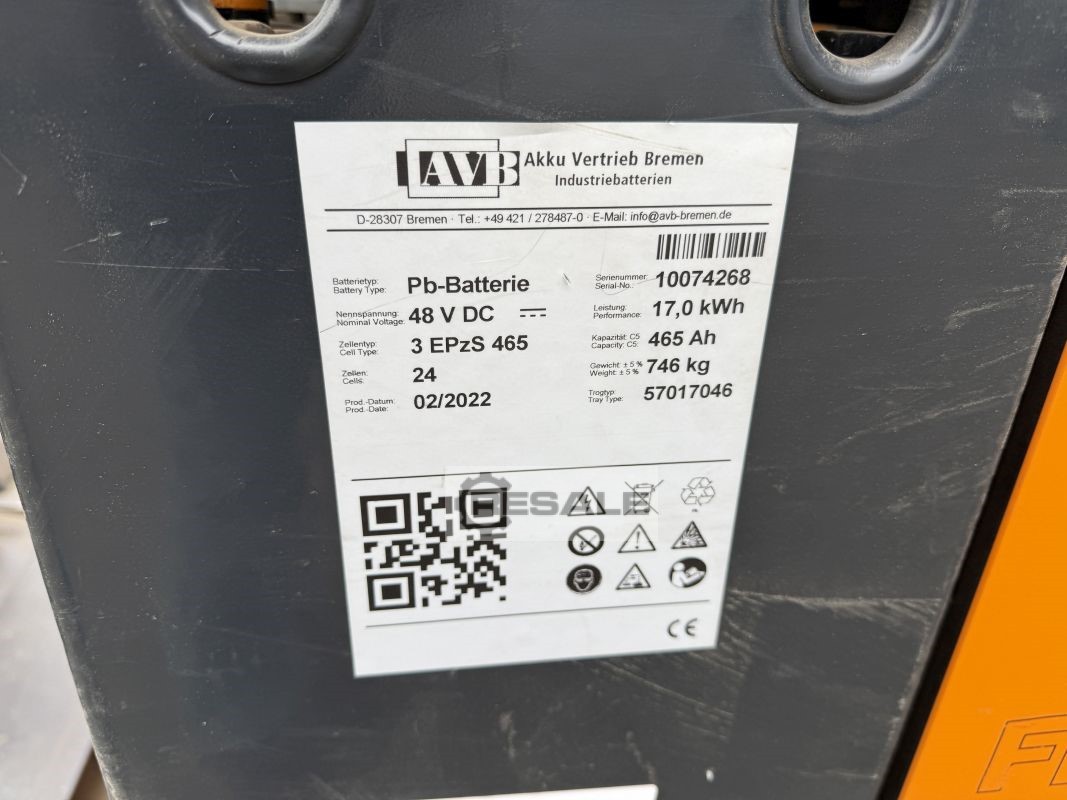 AVB Akku Vertrieb Bremen
Industriebatterien
D-28307 Bremen · Tel.: +49 421 / 278487-0 · E-Mail: info@avb-bremen.de
Batterietyp: Pb-Batterie
Battery Type:
Nennspannung: 48 V DC
Nominal Voltage:
Zellentyp: 3 EPzS 465
Cell Type:
Zellen: 24
Cells:
Prod.-Datum: 02/2022
Prod.-Date:
Serienummer: 10074268
Serial-No.:
Leistung: 17,0 kWh
Performance:
Kapazität: C5 465 Ah
Capacity: C5:
Gewicht: ± 5 % 746 kg
Weight: ± 5 %
Trogtyp: 57017046
Tray Type:
RESALE
CE